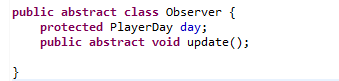 public abstract class Observer {
    protected PlayerDay day;
    public abstract void update();
}